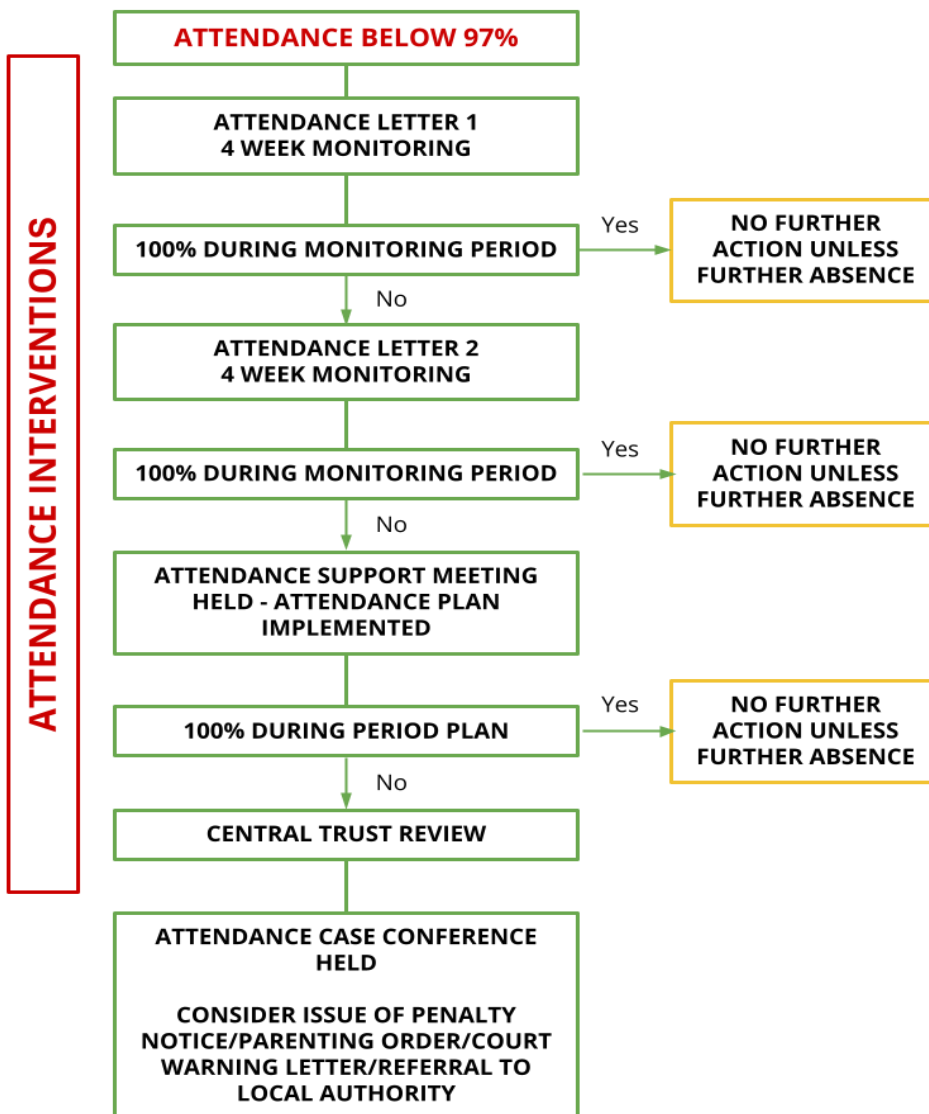 ATTENDANCE BELOW 97%
ATTENDANCE INTERVENTIONS
ATTENDANCE LETTER 1
4 WEEK MONITORING
100% DURING MONITORING PERIOD
Yes
NO FURTHER
ACTION UNLESS
FURTHER ABSENCE
No
ATTENDANCE LETTER 2
4 WEEK MONITORING
100% DURING MONITORING PERIOD
Yes
NO FURTHER
ACTION UNLESS
FURTHER ABSENCE
No
ATTENDANCE SUPPORT MEETING
HELD - ATTENDANCE PLAN
IMPLEMENTED
100% DURING PERIOD PLAN
Yes
NO FURTHER
ACTION UNLESS
FURTHER ABSENCE
No
CENTRAL TRUST REVIEW
ATTENDANCE CASE CONFERENCE
HELD
CONSIDER ISSUE OF PENALTY
NOTICE/PARENTING ORDER/COURT
WARNING LETTER/REFERRAL TO
LOCAL AUTHORITY